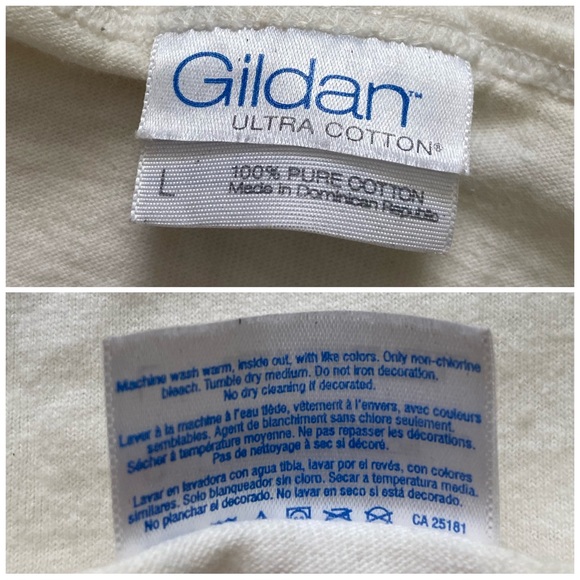 Gildan™
ULTRA COTTON®
L
100% PURE COTTON
Made in Dominican Republic
Machine wash warm, inside out, with like colors. Only non-chlorine
bleach. Tumble dry medium. Do not iron decoration.
No dry cleaning if decorated.
Laver à la machine à l'eau tiède, vêtement à l'envers, avec couleurs
semblables. Agent de blanchiment sans chlore seulement.
Sécher à température moyenne. Ne pas repasser les décorations.
Pas de nettoyage à sec si décoré.
Lavar en lavadora con agua tibia, lavar por el revés, con colores
similares. Solo blanqueador sin cloro. Secar a temperatura media.
No planchar el decorado. No lavar en seco si está decorado.
CA 25181